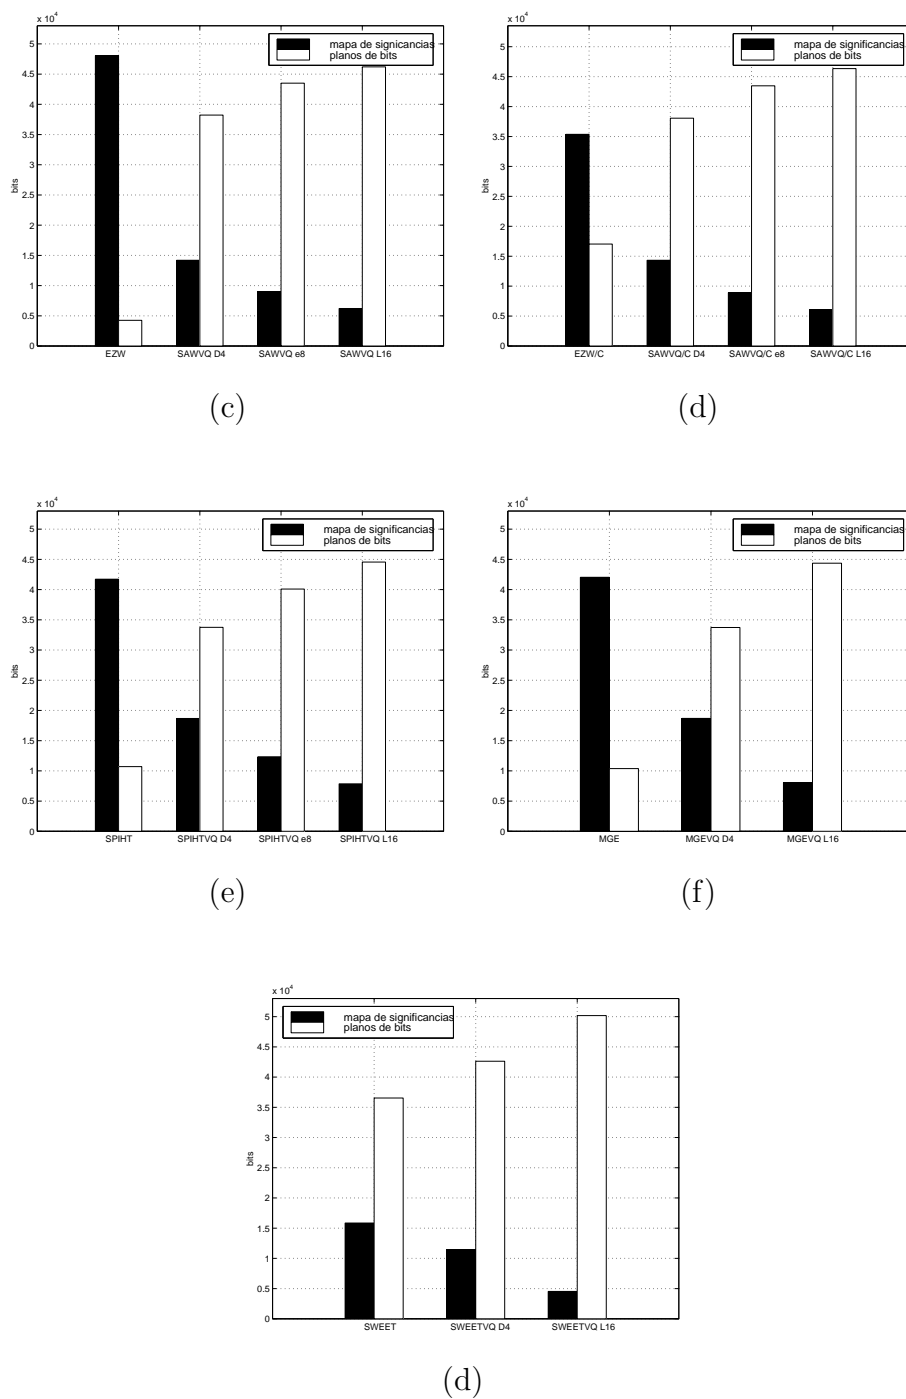 x 10^4
mapa de signicancias
planos de bits
5
4.5
4
3.5
3
2.5
2
1.5
1
0.5
0
bits
EZW SAWVQ D4 SAWVQ e8 SAWVQ L16
(c)
x 10^4
mapa de significancias
planos de bits
5
4.5
4
3.5
3
2.5
2
1.5
1
0.5
0
bits
EZW/C SAWVQ/C D4 SAWVQ/C e8 SAWVQ/C L16
(d)
x 10^4
mapa de significancias
planos de bits
5
4.5
4
3.5
3
2.5
2
1.5
1
0.5
0
bits
SPIHT SPIHTVQ D4 SPIHTVQ e8 SPIHTVQ L16
(e)
x 10^4
mapa de significancias
planos de bits
5
4.5
4
3.5
3
2.5
2
1.5
1
0.5
0
bits
MGE MGEVQ D4 MGEVQ L16
(f)
x 10^4
mapa de significancias
planos de bits
5
4.5
4
3.5
3
2.5
2
1.5
1
0.5
0
bits
SWEET SWEETVQ D4 SWEETVQ L16
(d)